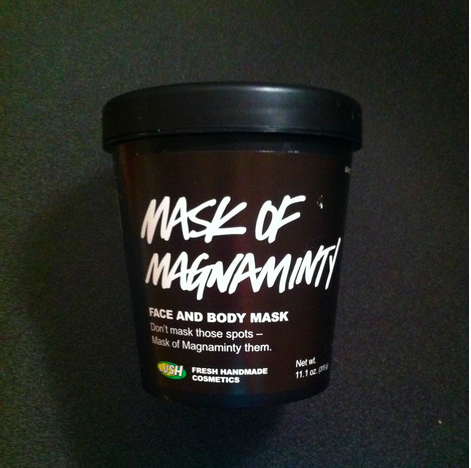 MASK OF
MAGNAMINTY
FACE AND BODY MASK
Don't mask those spots –
Mask of Magnaminty them.
LUSH FRESH HANDMADE
COSMETICS
Net wt.
11.1 oz.